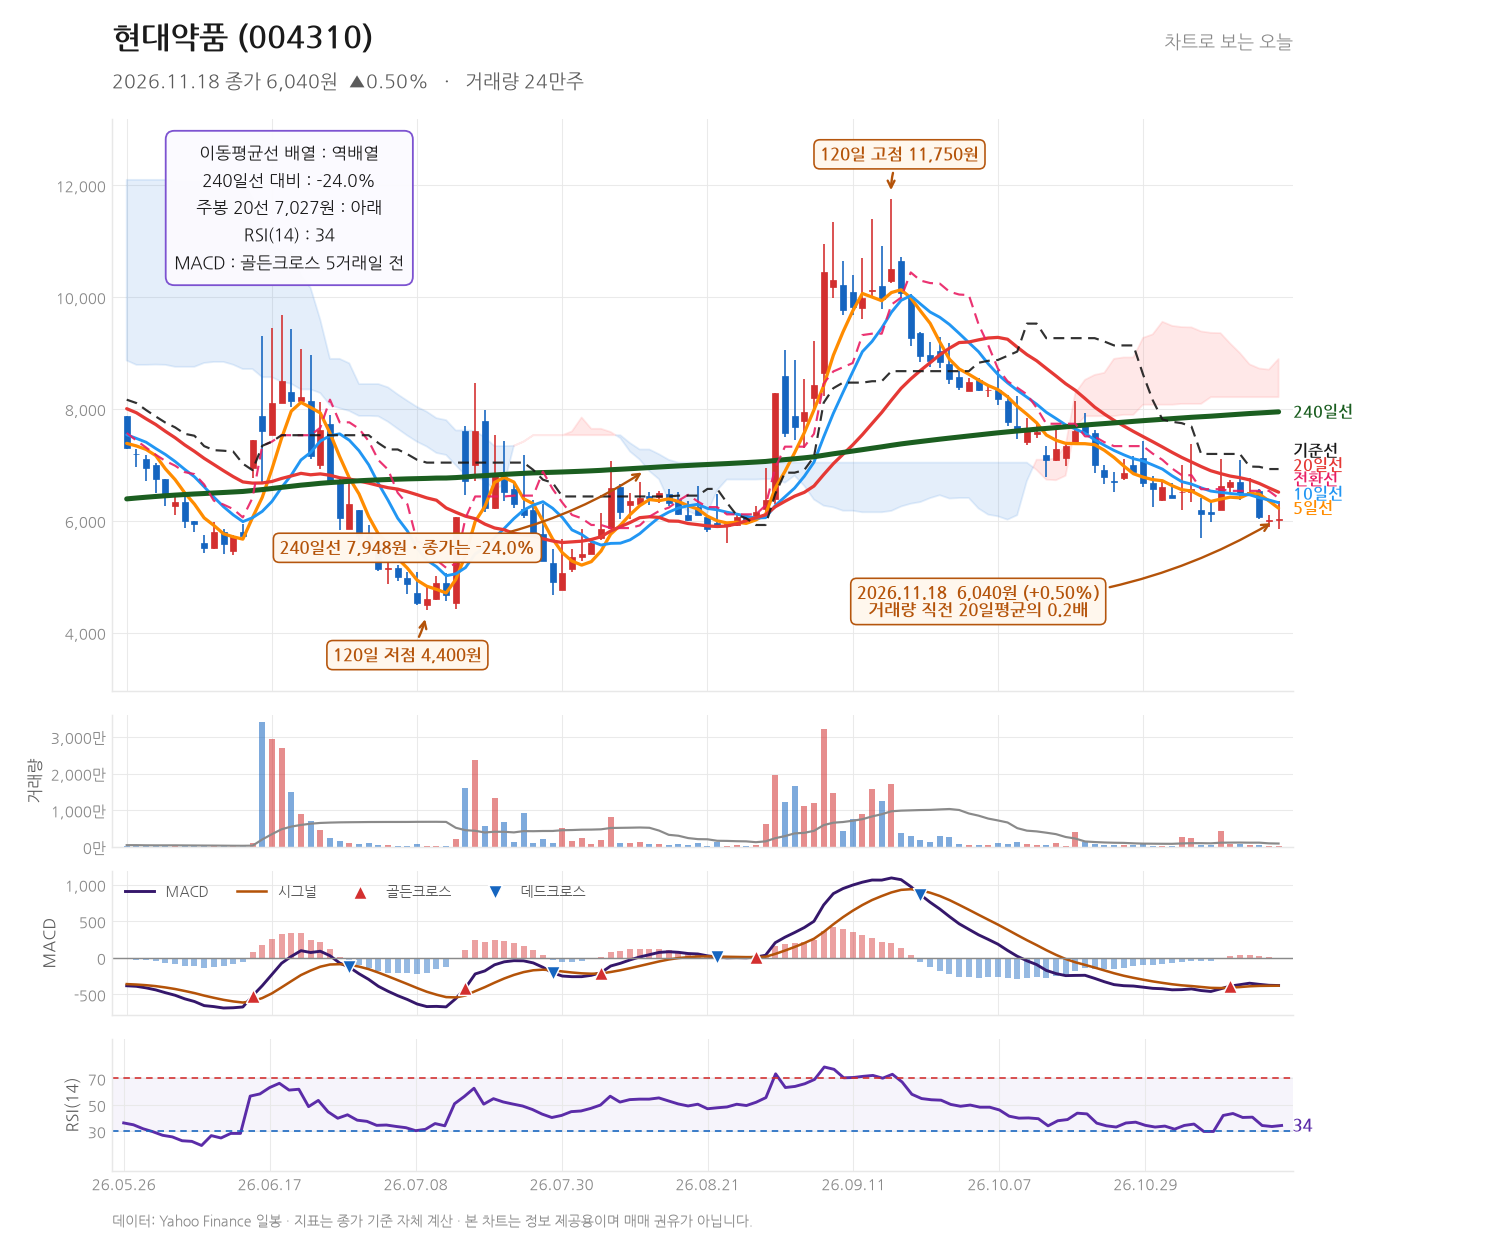 현대약품 (004310)
차트로 보는 오늘
2026.11.18 종가 6,040원 ▲0.50% · 거래량 24만주
이동평균선 배열 : 역배열
240일선 대비 : -24.0%
주봉 20선 7,027원 : 아래
RSI(14) : 34
MACD : 골든크로스 5거래일 전
120일 고점 11,750원
12,000
10,000
8,000
6,000
4,000
240일선
기준선
20일선
전환선
10일선
5일선
240일선 7,948원 · 종가는 -24.0%
2026.11.18 6,040원 (+0.50%)
거래량 직전 20일평균의 0.2배
120일 저점 4,400원
거래량
3,000만
2,000만
1,000만
0만
MACD
1,000
500
0
-500
MACD
시그널
골든크로스
데드크로스
RSI(14)
70
50
30
34
26.05.26
26.06.17
26.07.08
26.07.30
26.08.21
26.09.11
26.10.07
26.10.29
데이터: Yahoo Finance 일봉 · 지표는 종가 기준 자체 계산 · 본 차트는 정보 제공용이며 매매 권유가 아닙니다.